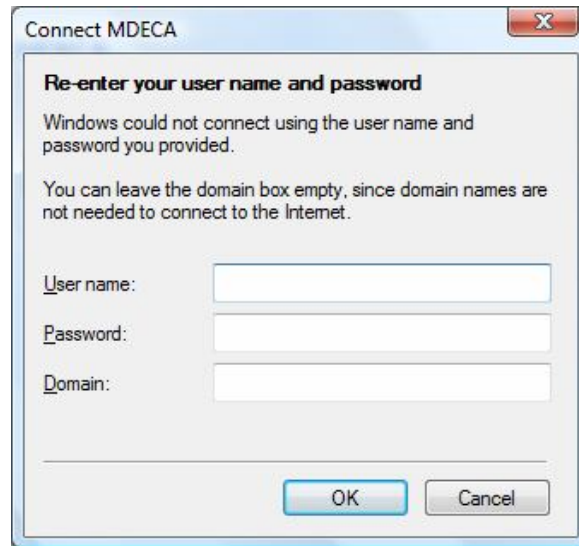 Connect MDECA
Re-enter your user name and password
Windows could not connect using the user name and
password you provided.
You can leave the domain box empty, since domain names are
not needed to connect to the Internet.
User name:
Password:
Domain:
OK Cancel